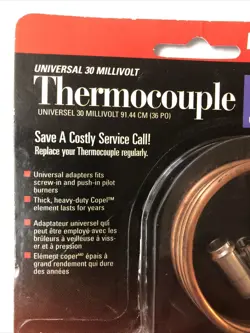 UNIVERSAL 30 MILLIVOLT
Thermocouple
UNIVERSEL 30 MILLIVOLT 91.44 CM (36 PO)
Save A Costly Service Call!
Replace your Thermocouple regularly.
Universal adapters fits
screw-in and push-in pilot
burners
Thick, heavy-duty Copel™
element lasts for years
Adaptateur universel qui
peut être employé avec les
brûleurs à veilleuse à viss-
er et à pression
Elément coper™ épais à
grand rendement qui dure
des années